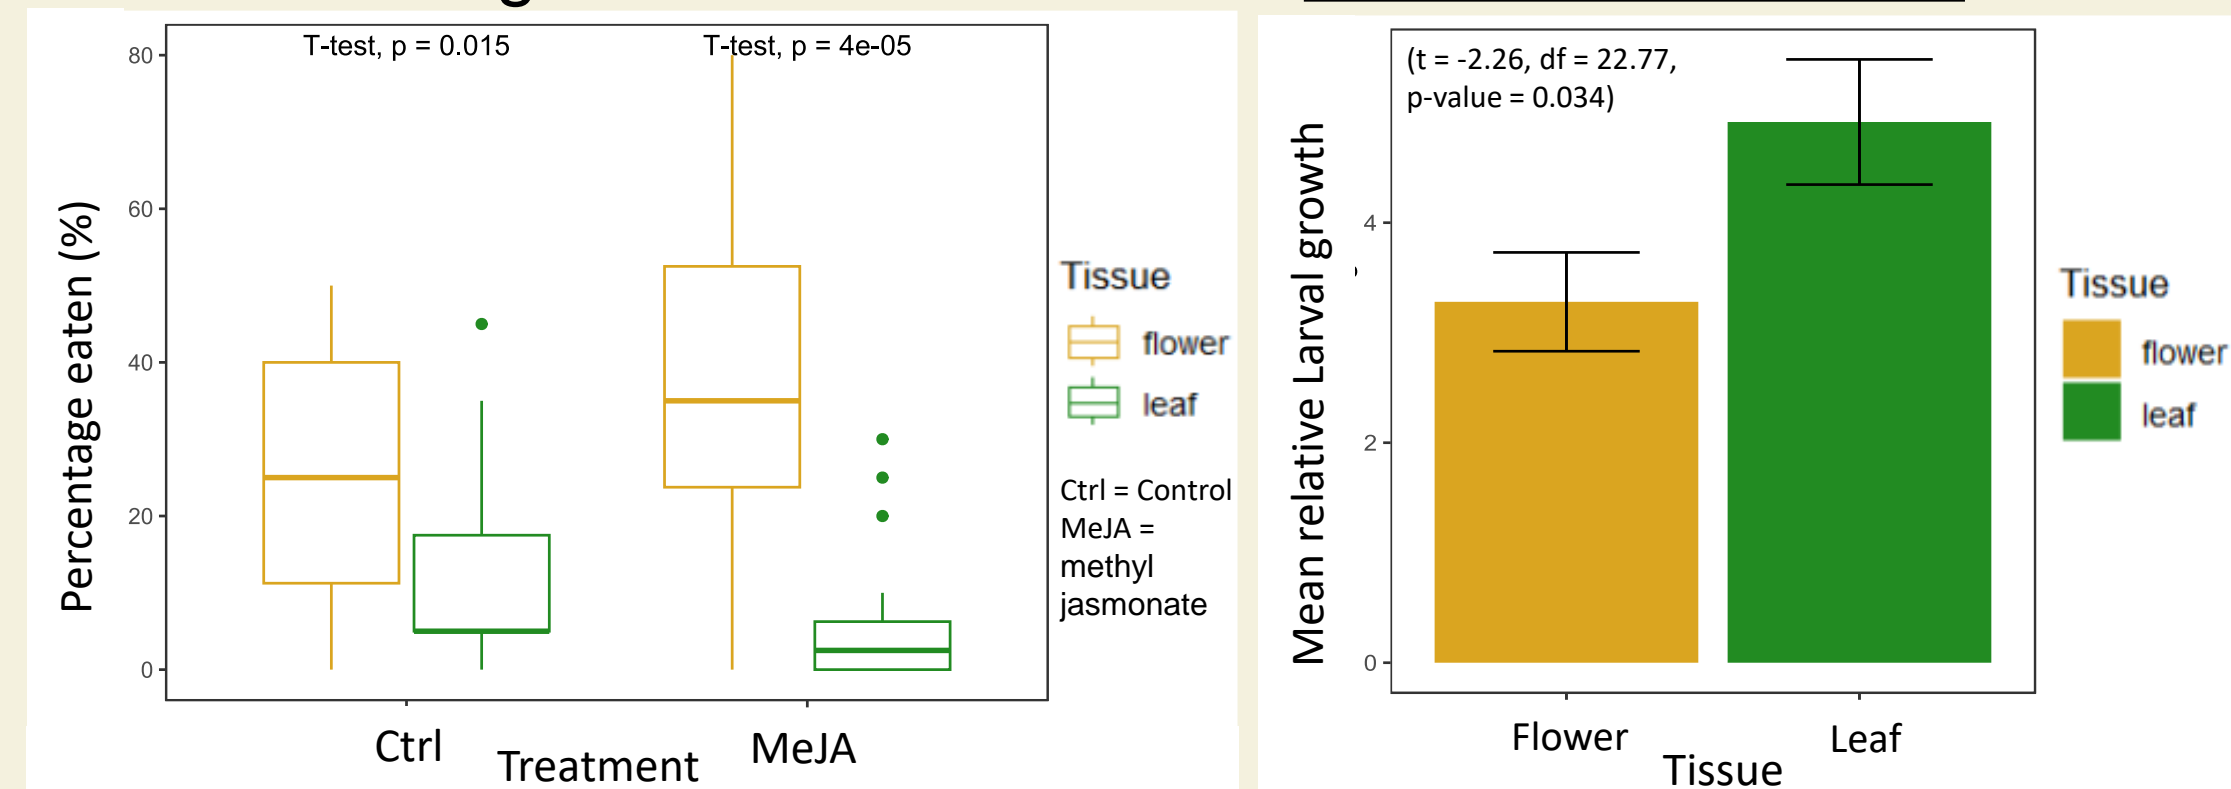 T-test, p = 0.015
T-test, p = 4e-05
80
60
40
20
0
Percentage eaten (%)
Ctrl
MeJA
Treatment
Tissue
flower
leaf
Ctrl = Control
MeJA =
methyl
jasmonate
(t = -2.26, df = 22.77,
p-value = 0.034)
4
2
0
Mean relative Larval growth
Flower
Leaf
Tissue
Tissue
flower
leaf